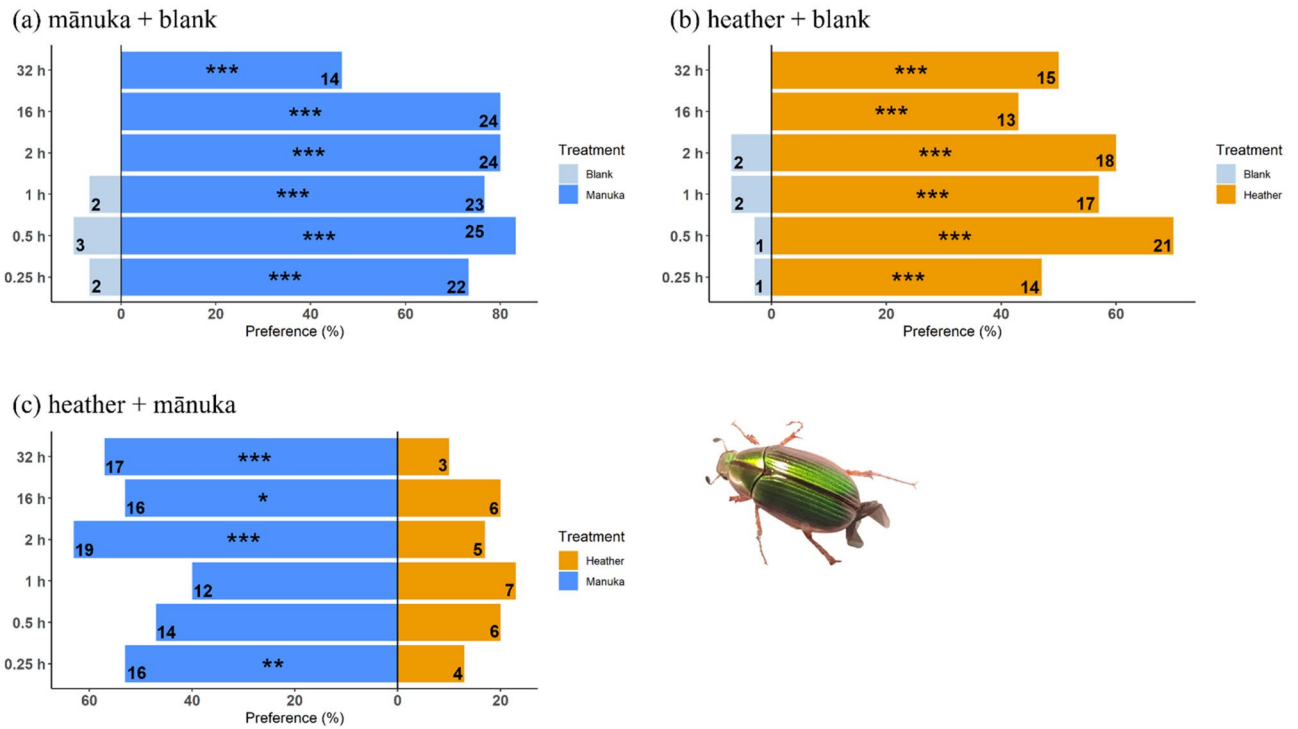 (a) mānuka + blank
32 h *** 14
16 h *** 24
2 h *** 24
1 h 2 *** 23
0.5 h 3 *** 25
0.25 h 2 *** 22
0 20 40 60 80
Preference (%)
Treatment
Blank
Manuka
(b) heather + blank
32 h *** 15
16 h *** 13
2 h 2 *** 18
1 h 2 *** 17
0.5 h 1 *** 21
0.25 h 1 *** 14
0 20 40 60
Preference (%)
Treatment
Blank
Heather
(c) heather + mānuka
32 h 17 *** 3
16 h 16 * 6
2 h 19 *** 5
1 h 12 7
0.5 h 14 6
0.25 h 16 ** 4
60 40 20 0 20
Preference (%)
Treatment
Heather
Manuka